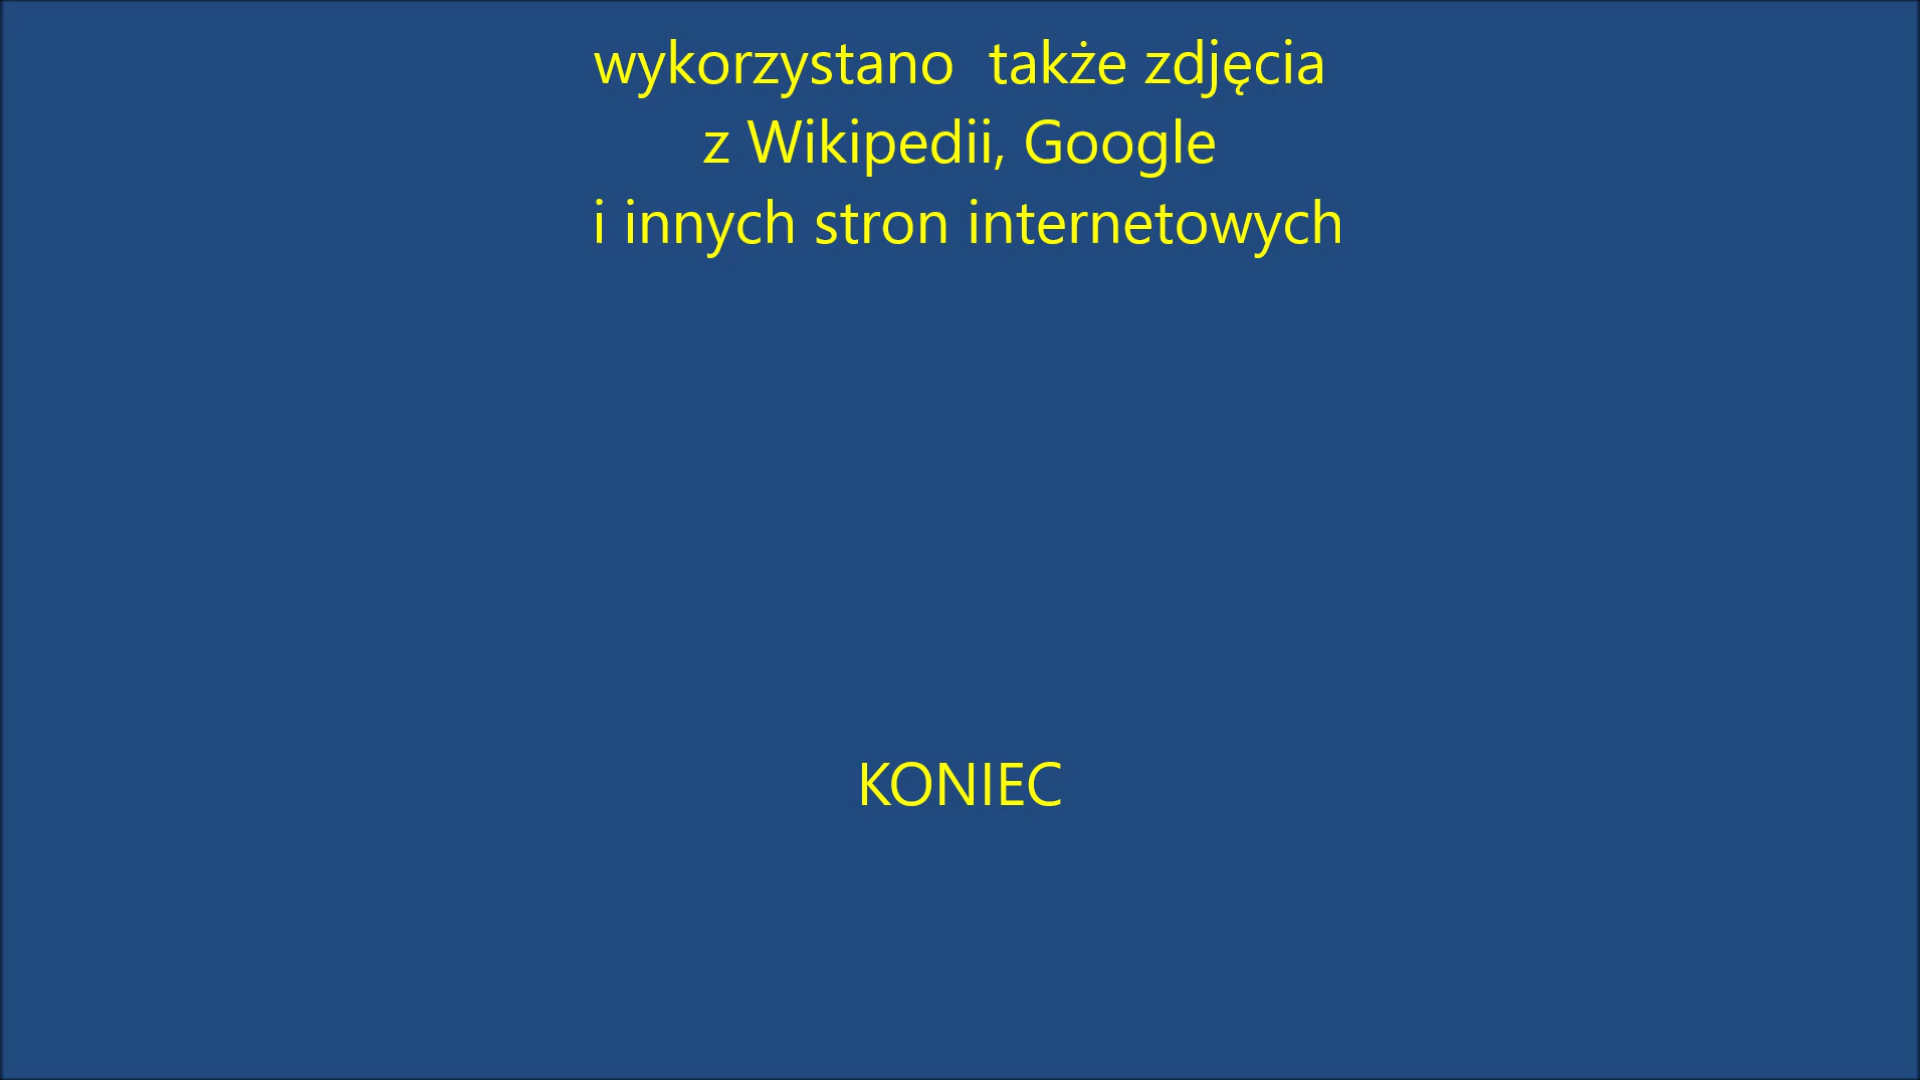 wykorzystano  także zdjęcia
z Wikipedii, Google
i innych stron internetowych
KONIEC